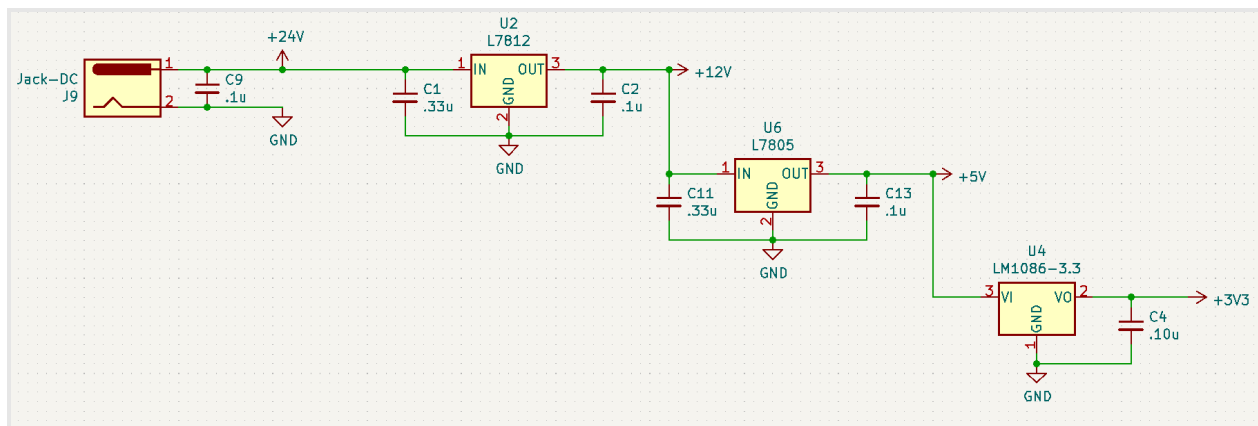 +24V
Jack-DC
J9
1
2
C9
.1u
GND
U2
L7812
1
IN
OUT
3
GND
2
C1
.33u
C2
.1u
GND
+12V
U6
L7805
1
IN
OUT
3
GND
2
C11
.33u
C13
.1u
GND
+5V
U4
LM1086-3.3
3
VI
VO
2
GND
1
C4
.10u
GND
+3V3